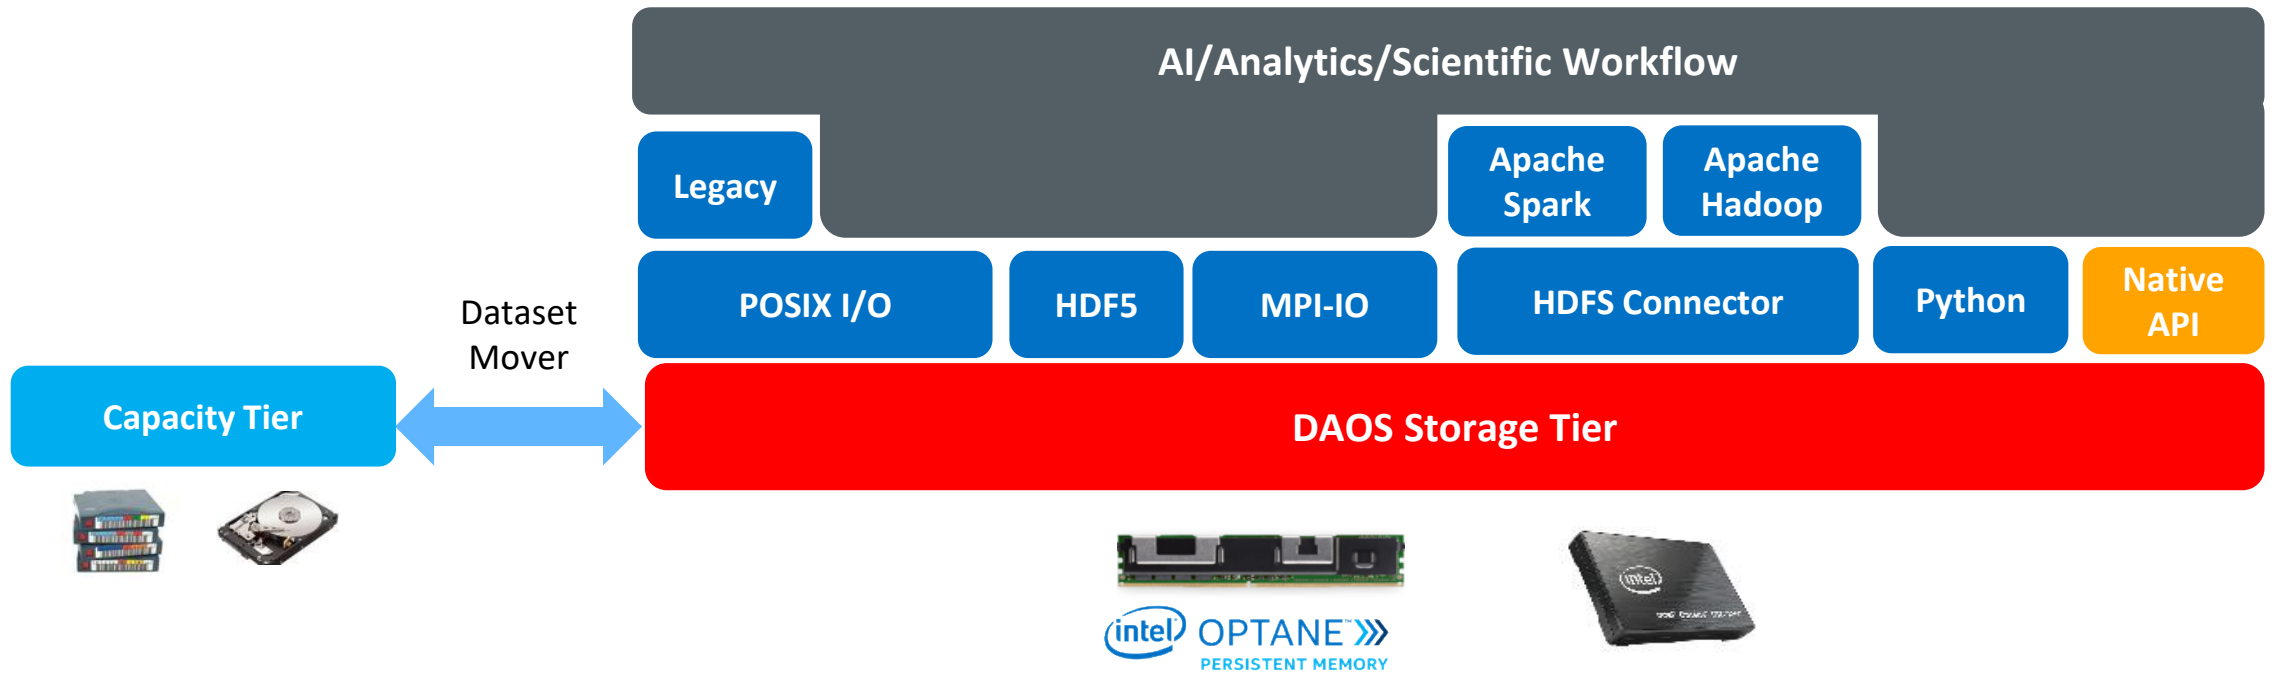 AI/Analytics/Scientific Workflow
Legacy
Apache
Spark
Apache
Hadoop
POSIX I/O
HDF5
MPI-IO
HDFS Connector
Python
Native
API
Dataset
Mover
Capacity Tier
DAOS Storage Tier
intel
OPTANE
PERSISTENT MEMORY
intel